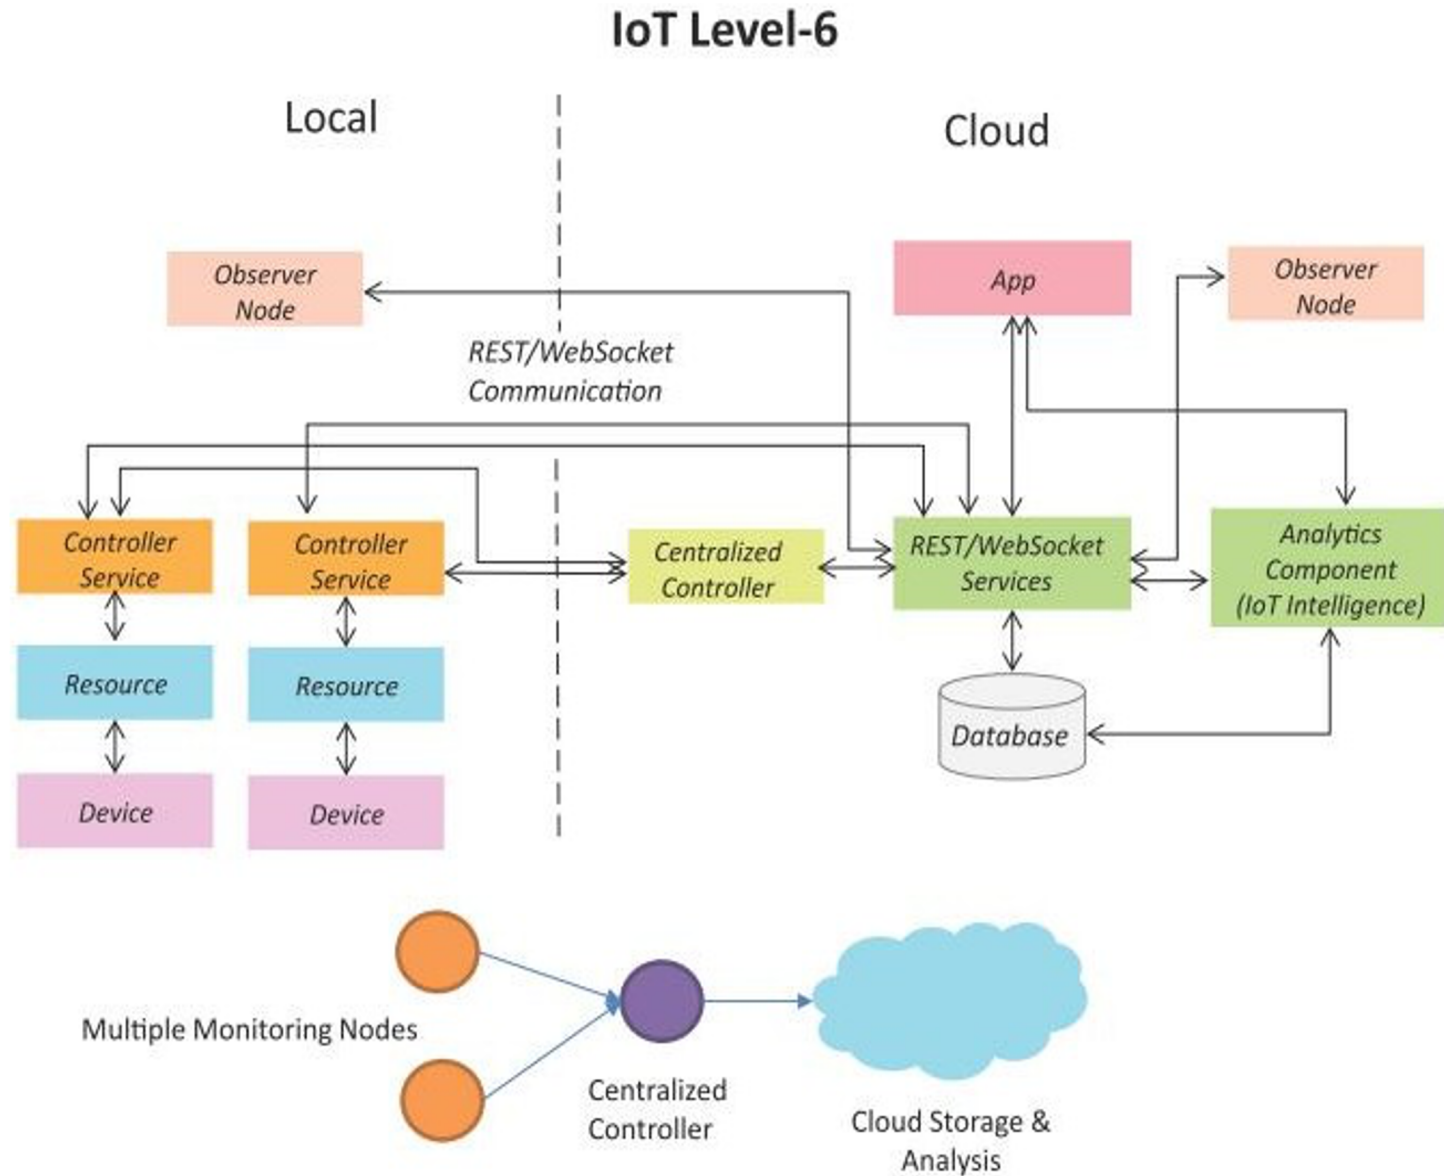 IoT Level-6
Local
Cloud
Observer
Node
App
Observer
Node
REST/WebSocket
Communication
Controller
Service
Controller
Service
Centralized
Controller
REST/WebSocket
Services
Analytics
Component
(IoT Intelligence)
Resource
Resource
Database
Device
Device
Multiple Monitoring Nodes
Centralized
Controller
Cloud Storage &
Analysis